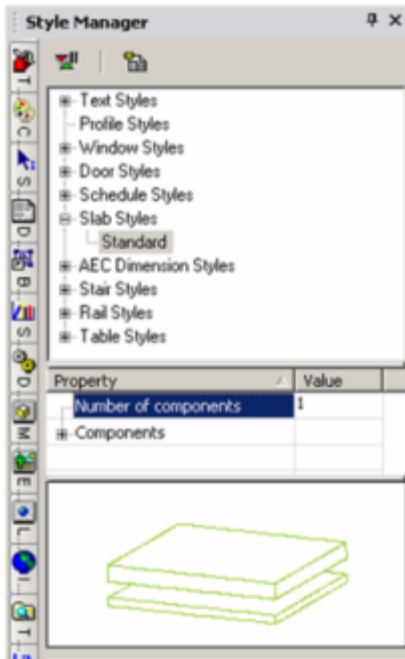 Style Manager
T...
C...
S...
D...
B...
S...
D...
M...
E...
L...
I...
T...
Text Styles
Profile Styles
Window Styles
Door Styles
Schedule Styles
Slab Styles
Standard
AEC Dimension Styles
Stair Styles
Rail Styles
Table Styles
Property Value
Number of components 1
Components